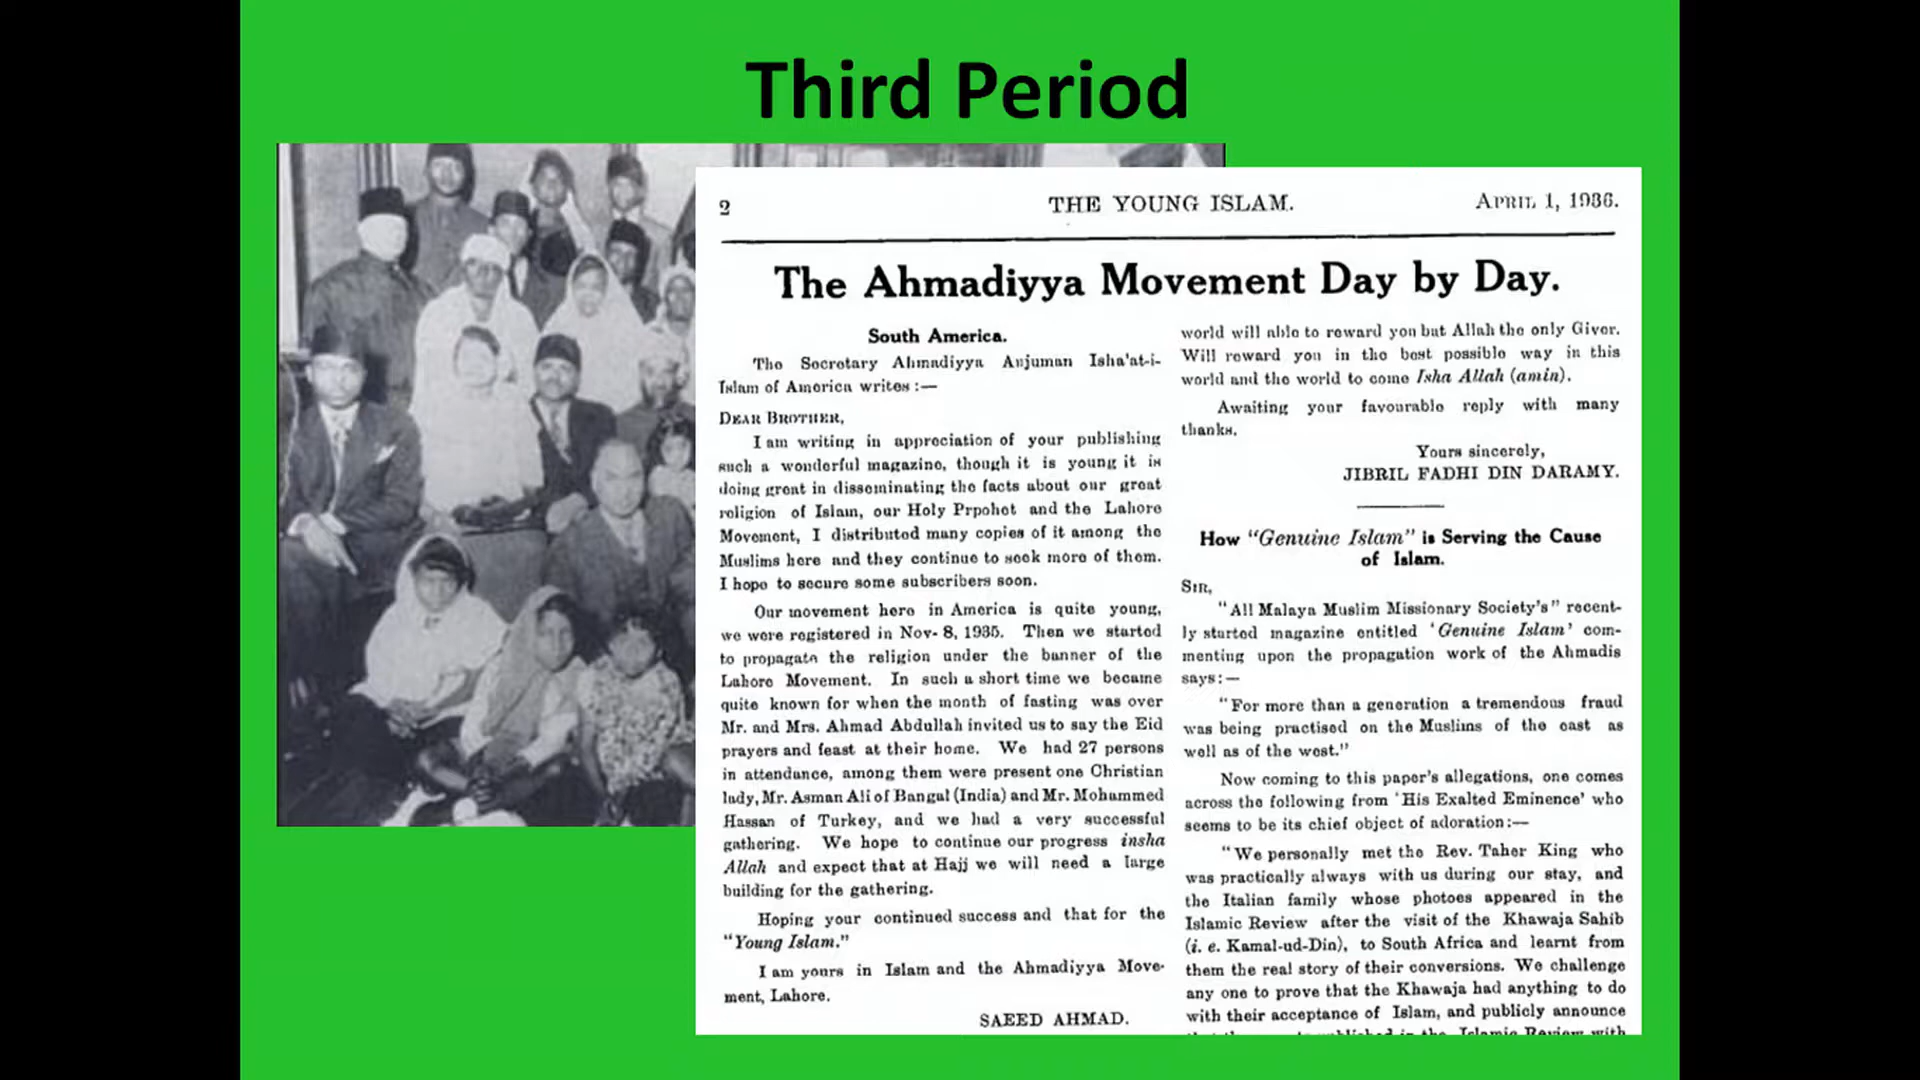 Third Period
2
THE YOUNG ISLAM.
APRIL 1, 1936.
The Ahmadiyya Movement Day by Day.
South America.
The Secretary Ahmadiyya Anjuman Isha'at-i-
Islam of America writes :—
DEAR BROTHER,
I am writing in appreciation of your publishing
such a wonderful magazine, though it is young it is
doing great in disseminating the facts about our great
religion of Islam, our Holy Prpohet and the Lahore
Movement, I distributed many copies of it among the
Muslims here and they continue to seek more of them.
I hope to secure some subscribers soon.
Our movement here in America is quite young,
we were registered in Nov- 8, 1935. Then we started
to propagate the religion under the banner of the
Lahore Movement. In such a short time we became
quite known for when the month of fasting was over
Mr. and Mrs. Ahmad Abdullah invited us to say the Eid
prayers and feast at their home. We had 27 persons
in attendance, among them were present one Christian
lady, Mr. Asman Ali of Bangal (India) and Mr. Mohammed
Hassan of Turkey, and we had a very successful
gathering. We hope to continue our progress insha
Allah and expect that at Hajj we will need a large
building for the gathering.
Hoping your continued success and that for the
"Young Islam."
I am yours in Islam and the Ahmadiyya Move-
ment, Lahore.
SAEED AHMAD.
world will able to reward you but Allah the only Giver.
Will reward you in the best possible way in this
world and the world to come Isha Allah (amin).
Awaiting your favourable reply with many
thanks.
Yours sincerely,
JIBRIL FADHI DIN DARAMY.
How "Genuine Islam" is Serving the Cause
of Islam.
SIR,
"All Malaya Muslim Missionary Society's" recent-
ly started magazine entitled 'Genuine Islam' com-
menting upon the propagation work of the Ahmadis
says:—
"For more than a generation a tremendous fraud
was being practised on the Muslims of the east as
well as of the west."
Now coming to this paper's allegations, one comes
across the following from 'His Exalted Eminence' who
seems to be its chief object of adoration:—
"We personally met the Rev. Taher King who
was practically always with us during our stay, and
the Italian family whose photoes appeared in the
Islamic Review after the visit of the Khawaja Sahib
(i. e. Kamal-ud-Din), to South Africa and learnt from
them the real story of their conversions. We challenge
any one to prove that the Khawaja had anything to do
with their acceptance of Islam, and publicly announce
in the Islamic Review with